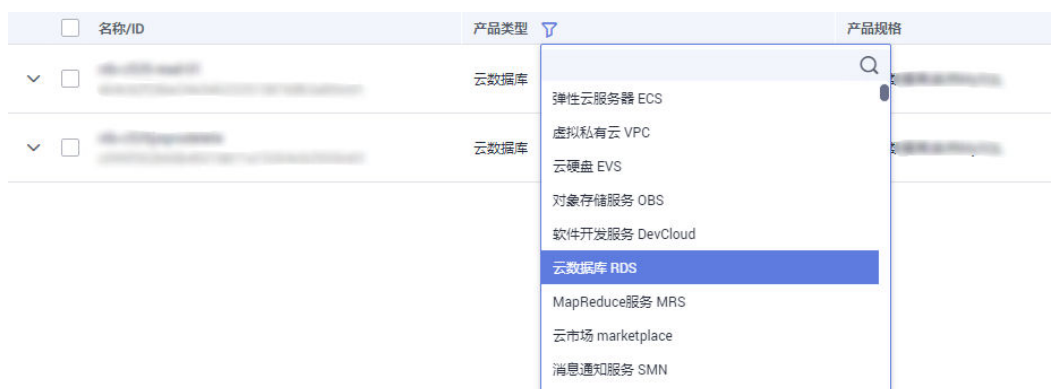 名称/ID 产品类型 产品规格
云数据库
弹性云服务器 ECS
虚拟私有云 VPC
云数据库
云硬盘 EVS
对象存储服务 OBS
软件开发服务 DevCloud
云数据库 RDS
MapReduce服务 MRS
云市场 marketplace
消息通知服务 SMN